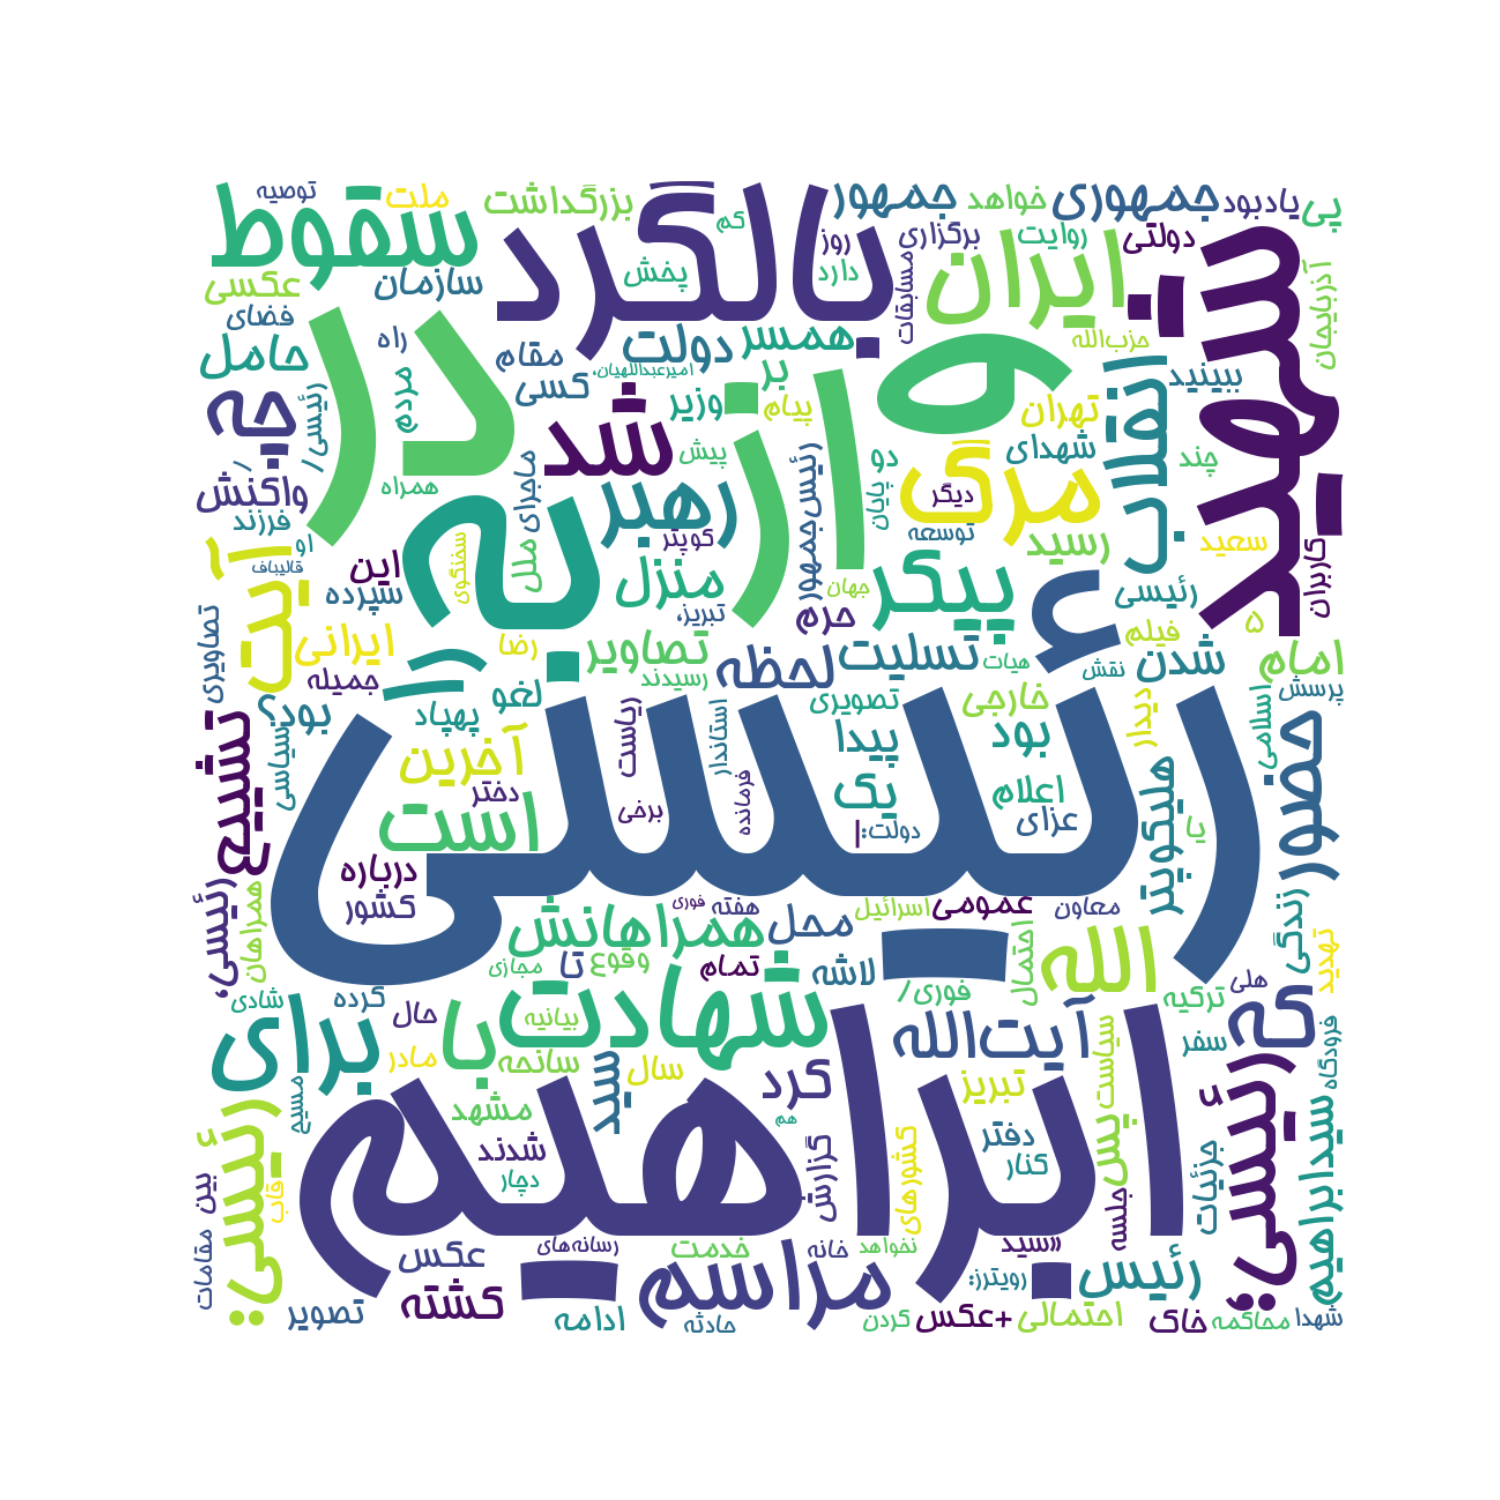 توصیه
ملت
بزرگداشت
کم
بالگرد
جمهور
خواهد
جمهوری
یادبود
پی
سقوط
روز
برگزاری
روایت
دولتی
عکسی
سازمان
پخش
دارد
مسابقات
ایران
شهید
آذربایجان
فضای
راه
در
همسر
دولت
مقام
حزب‌الله
حامل
امیرعبداللهیان،
کسی
بر
و
انقلاب
ببینید
چه
رئیسی/
مردم
شد
وزیر
پیام
از
تهران
شهدای
چند
واکنش
/
همراه
ماجرای
پیش
رئیس‌جمهور
دو
پایان
مرگ
دیگر
فرزند
به
رهبر
کوپتر
توسعه
رسید
سعید
کاربران
او
قالیباف
آیت
این
سپرده
سخنگوی
ملل
منزل
تبریز،
جهان
حرم
پیکر
رئیسی
۵
تصاویری
ایرانی
رضا
تصاویر
لحظه
تسلیت
هیات
نقش
فیلم
شدن
امام
پرسش
جمیله
را
لغو
رسیدند
تصویری
خارجی
دیدار
اسلامی
بود؟
پهپاد
ریاست
استاندار
پیدا
بود
حضور
تشییع
سیاسی
آخرین
دختر
برخی
فرمانده
یک
اعلام
عزای
هلیکوپتر
یا
است
دولت:
|
رئیسی
درباره
کشور
همراهان
رئیسی،
همراهانش
فوری
هفته
محل
اسرائیل
عمومی
معاون
زندگی
تهدید
وقوع
تا
مجازی
تمام
لاشه
فوری/
احتمال
الله
ترکیه
هلی
که
شادی
کرده
حال
با
شهادت
بیانیه
آیت‌الله
سیاست
سفر
فرودگاه
برای
مادر
سانحه
سید
سال
کرد
تبریز
مسیح
مشهد
هم
ابراهیم
دفتر
کنار
پس
جزئیات
رئیسی؛
سیدابراهیم
رئیسی:
شدند
دچار
گزارش
کشورهای
جلسه
بین
قاب
مقامات
عکس
رسانه‌های
خدمت
خانه
نخواهد
«سید
مراسم
رویترز:
رئیس
کشته
تصویر
ادامه
حادثه
کردن
+عکس
احتمالی
خاک
محاکمه
شهدا